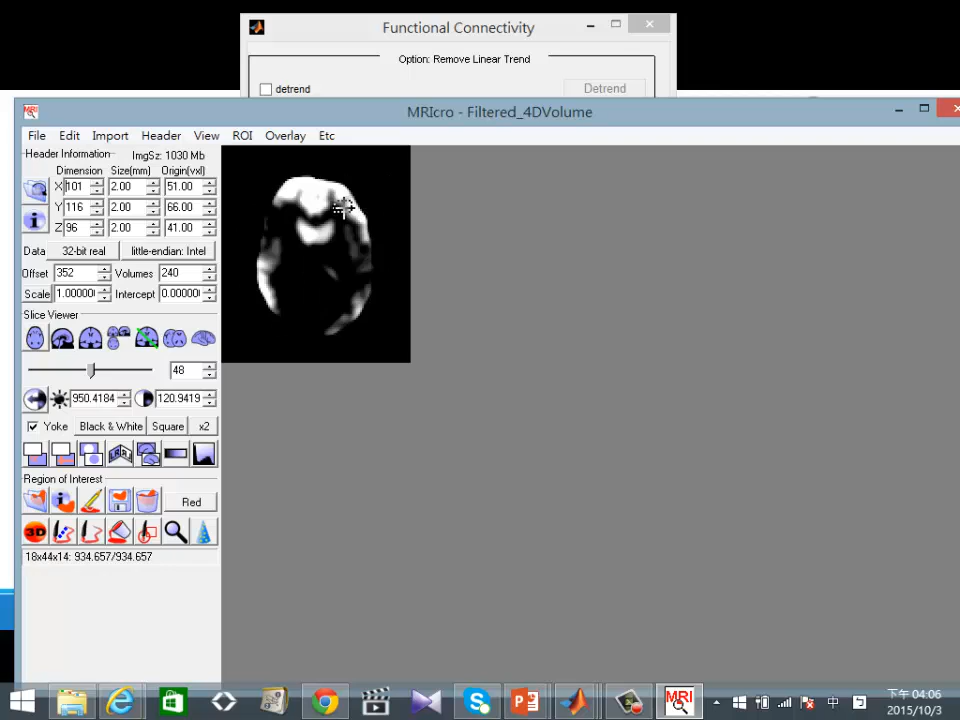 Functional Connectivity
Option: Remove Linear Trend
detrend
Detrend
MRIcro - Filtered_4DVolume
File Edit Import Header View ROI Overlay Etc
Header Information ImgSz: 1030 Mb
Dimension Size(mm) Origin(vxl)
X 101 2.00 51.00
Y 116 2.00 66.00
Z 96 2.00 41.00
Data 32-bit real little-endian: Intel
Offset 352 Volumes 240
Scale 1.00000 Intercept 0.00000
Slice Viewer
48
950.4184 120.9419
Yoke Black & White Square x2
Region of Interest
Red
3D
18x44x14: 934.657/934.657
MRI
中
下午 04:06
2015/10/3